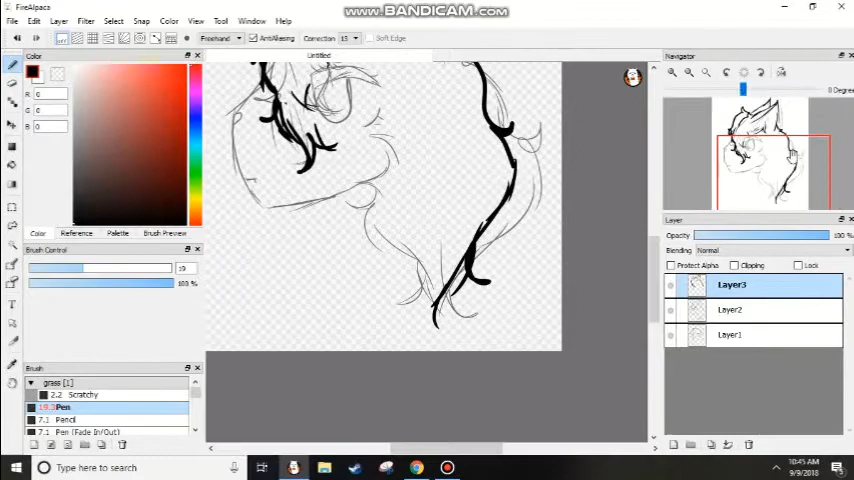 FireAlpaca
www.BANDICAM.com
File Edit Layer Filter Select Snap Color View Tool Window Help
OFF Freehand AntiAliasing Correction 13 Soft Edge
Color
Untitled
Navigator
R 0
G 0
B 0
0 Degree
Color Reference Palette Brush Preview
Layer
Opacity 100 %
Blending Normal
Protect Alpha Clipping Lock
Brush Control
19
100 %
Layer3
Layer2
Layer1
Brush
grass [1]
2.2 Scratchy
19.3 Pen
7.1 Pencil
7.1 Pen (Fade In/Out)
Type here to search
10:45 AM
9/9/2018